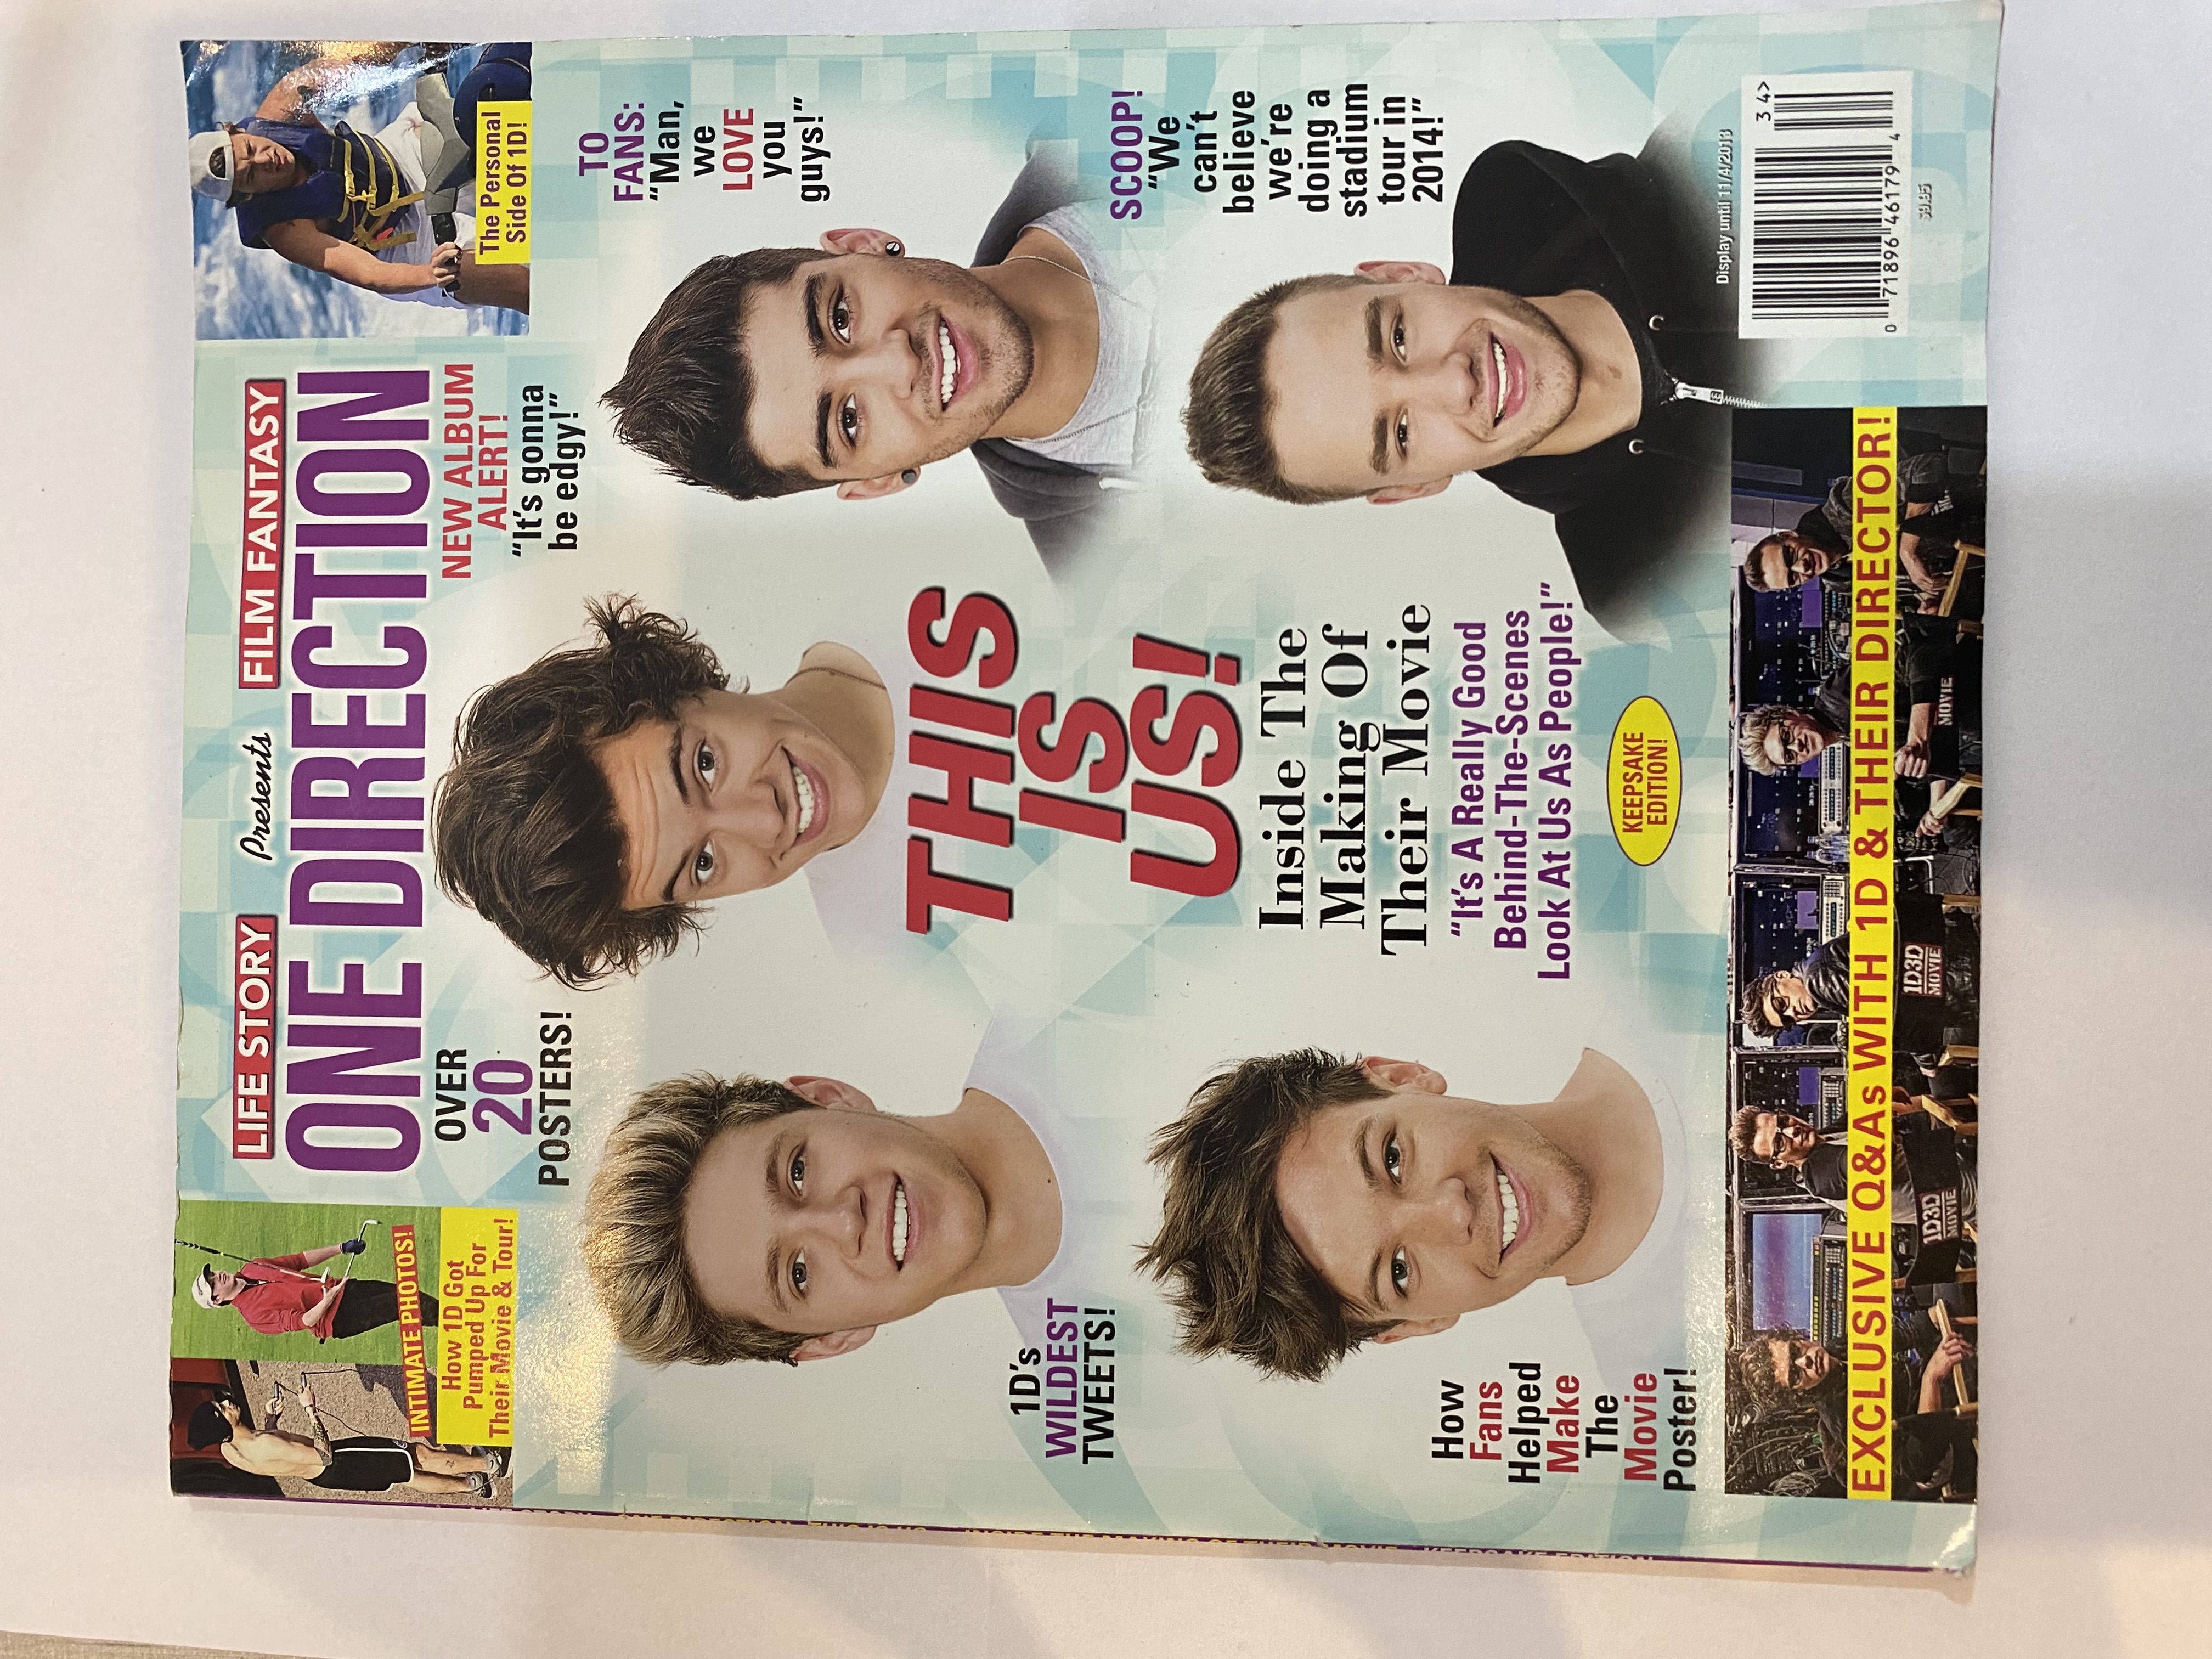 LIFE STORY Presents FILM FANTASY
ONE DIRECTION
INTIMATE PHOTOS!
How 1D Got
Pumped Up For
Their Movie & Tour!
OVER
20
POSTERS!
NEW ALBUM
ALERT!
“It’s gonna
be edgy!”
The Personal
Side Of 1D!
TO
FANS:
“Man,
we
LOVE
you
guys!”
THIS
IS
US!
1D’s
WILDEST
TWEETS!
Inside The
Making Of
Their Movie
“It’s A Really Good
Behind-The-Scenes
Look At Us As People!”
SCOOP!
“We
can’t
believe
we’re
doing a
stadium
tour in
2014!”
How
Fans
Helped
Make
The
Movie
Poster!
KEEPSAKE
EDITION!
EXCLUSIVE Q&As WITH 1D & THEIR DIRECTOR!
1D3D
MOVIE
1D3D
MOVIE
MOVIE
Display until 11/4/2013
3 4>
0 71896 46179 4
$9.95